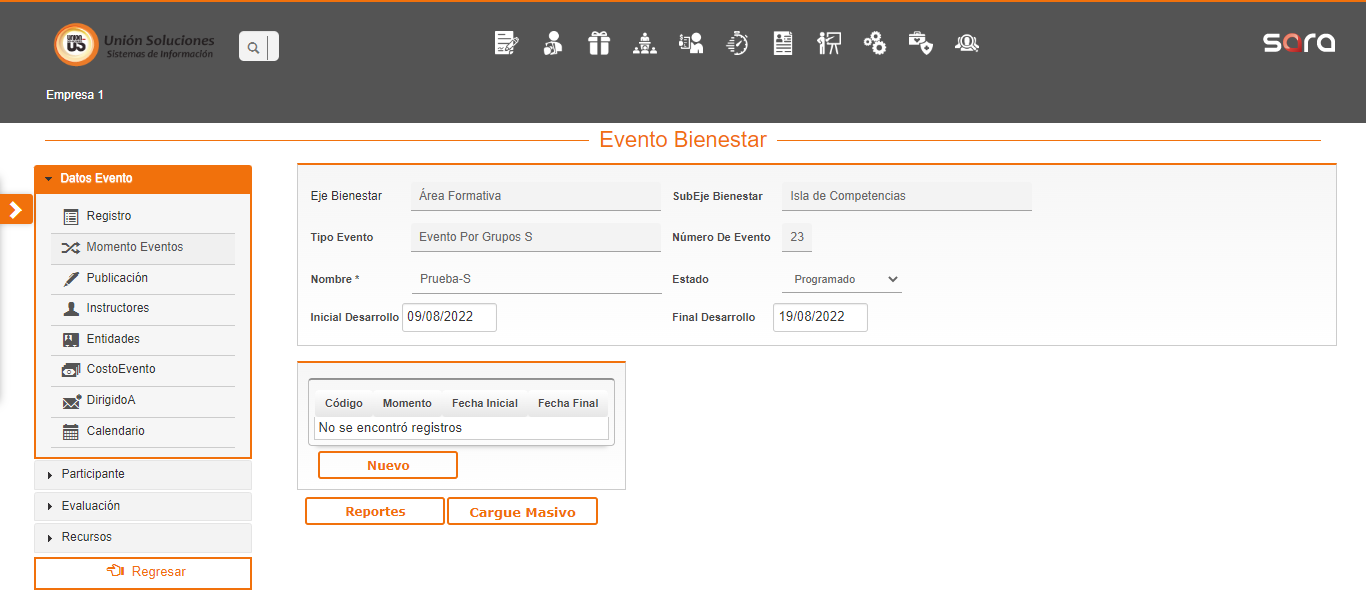 UNION
US
Unión Soluciones
Sistemas de Información
sara
Empresa 1
Evento Bienestar
Datos Evento
Registro
Momento Eventos
Publicación
Instructores
Entidades
CostoEvento
DirigidoA
Calendario
Participante
Evaluación
Recursos
Regresar
Eje Bienestar Área Formativa SubEje Bienestar Isla de Competencias
Tipo Evento Evento Por Grupos S Número De Evento 23
Nombre * Prueba-S Estado Programado
Inicial Desarrollo 09/08/2022 Final Desarrollo 19/08/2022
Código Momento Fecha Inicial Fecha Final
No se encontró registros
Nuevo
Reportes Cargue Masivo